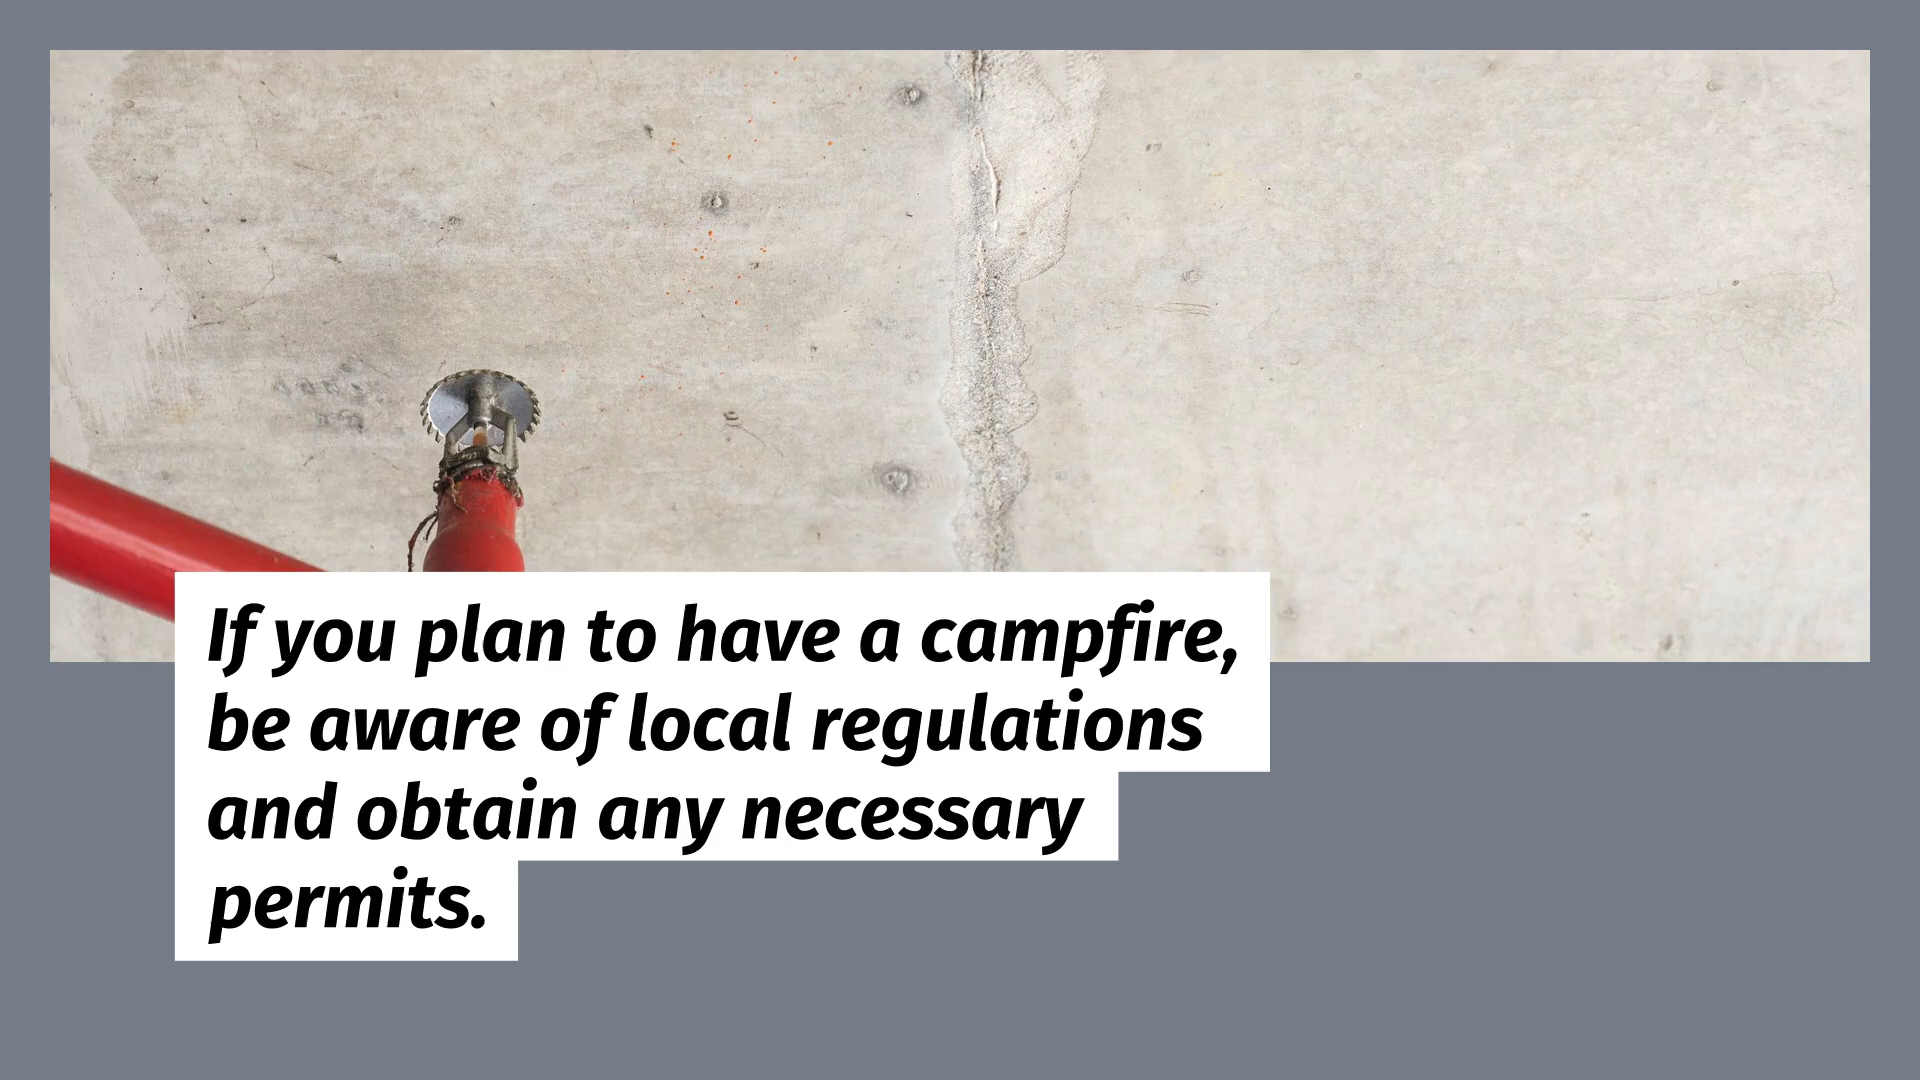 If you plan to have a campfire,
be aware of local regulations
and obtain any necessary
permits.